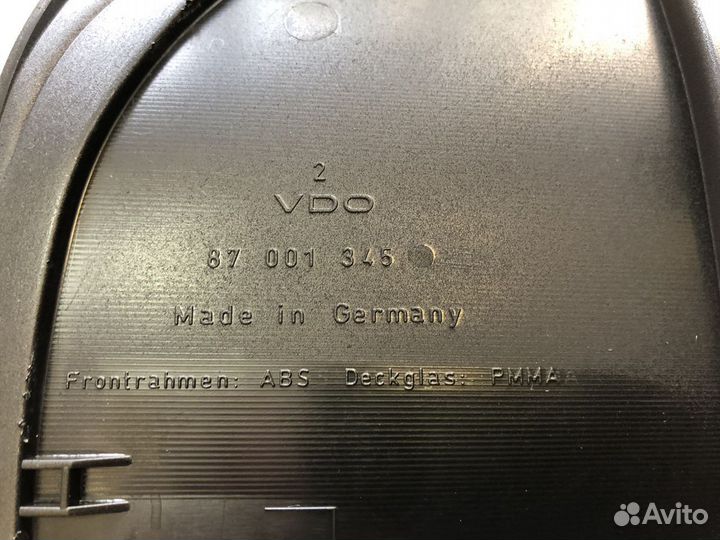 2
VDO
87 001 345
Made in Germany
Frontrahmen: ABS Deckglas: PMMA
Avito